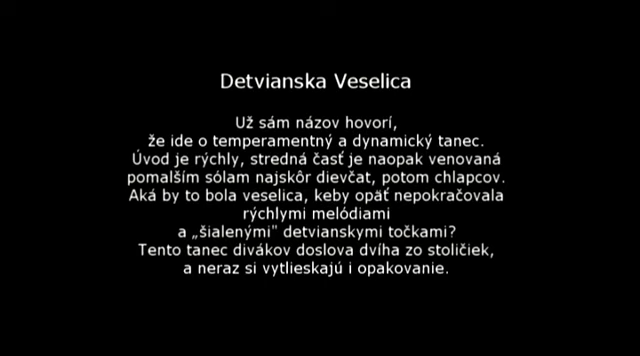 Detvianska Veselica
Už sám názov hovorí,
že ide o temperamentný a dynamický tanec.
Úvod je rýchly, stredná časť je naopak venovaná
pomalším sólam najskôr dievčat, potom chlapcov.
Aká by to bola veselica, keby opäť nepokračovala
rýchlymi melódiami
a „šialenými" detvianskymi točkami?
Tento tanec divákov doslova dvíha zo stoličiek,
a neraz si vytlieskajú i opakovanie.